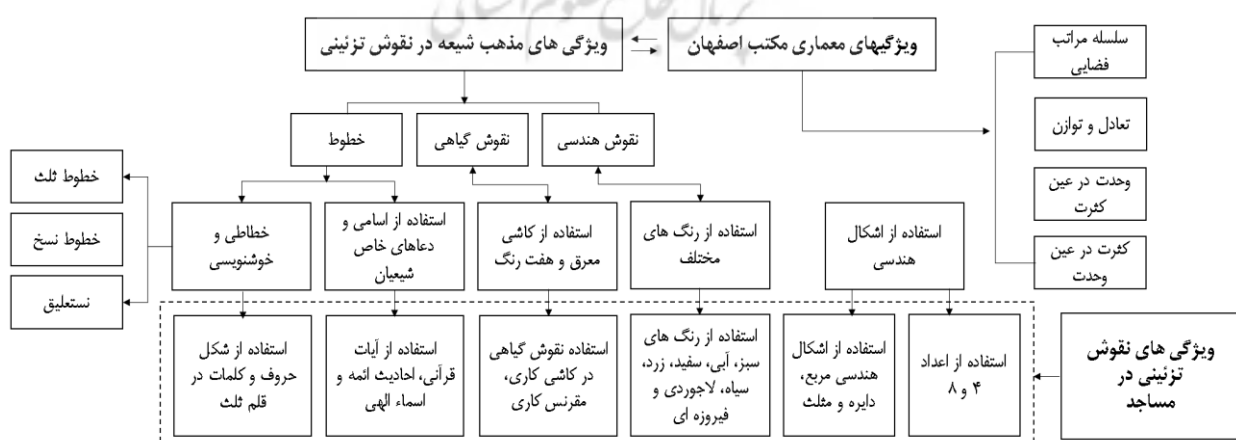 ویژگیهای معماری مکتب اصفهان
ویژگی های مذهب شیعه در نقوش تزئینی
سلسله مراتب
فضایی
تعادل و توازن
وحدت در عین
کثرت
کثرت در عین
وحدت
نقوش هندسی
نقوش گیاهی
خطوط
خطوط ثلث
خطوط نسخ
نستعلیق
استفاده از اشکال
هندسی
استفاده از رنگ های
مختلف
استفاده از کاشی
معرق و هفت رنگ
استفاده از اسامی و
دعاهای خاص
شیعیان
خطاطی و
خوشنویسی
ویژگی های نقوش
تزئینی در
مساجد
استفاده از اعداد
۴ و ۸
استفاده از اشکال
هندسی مربع،
دایره و مثلث
استفاده از رنگ های
سبز، آبی، سفید، زرد،
سیاه، لاجوردی و
فیروزه ای
استفاده نقوش گیاهی
در کاشی کاری،
مقرنس کاری
استفاده از آیات
قرآنی، احادیث ائمه و
اسماء الهی
استفاده از شکل
حروف و کلمات در
قلم ثلث